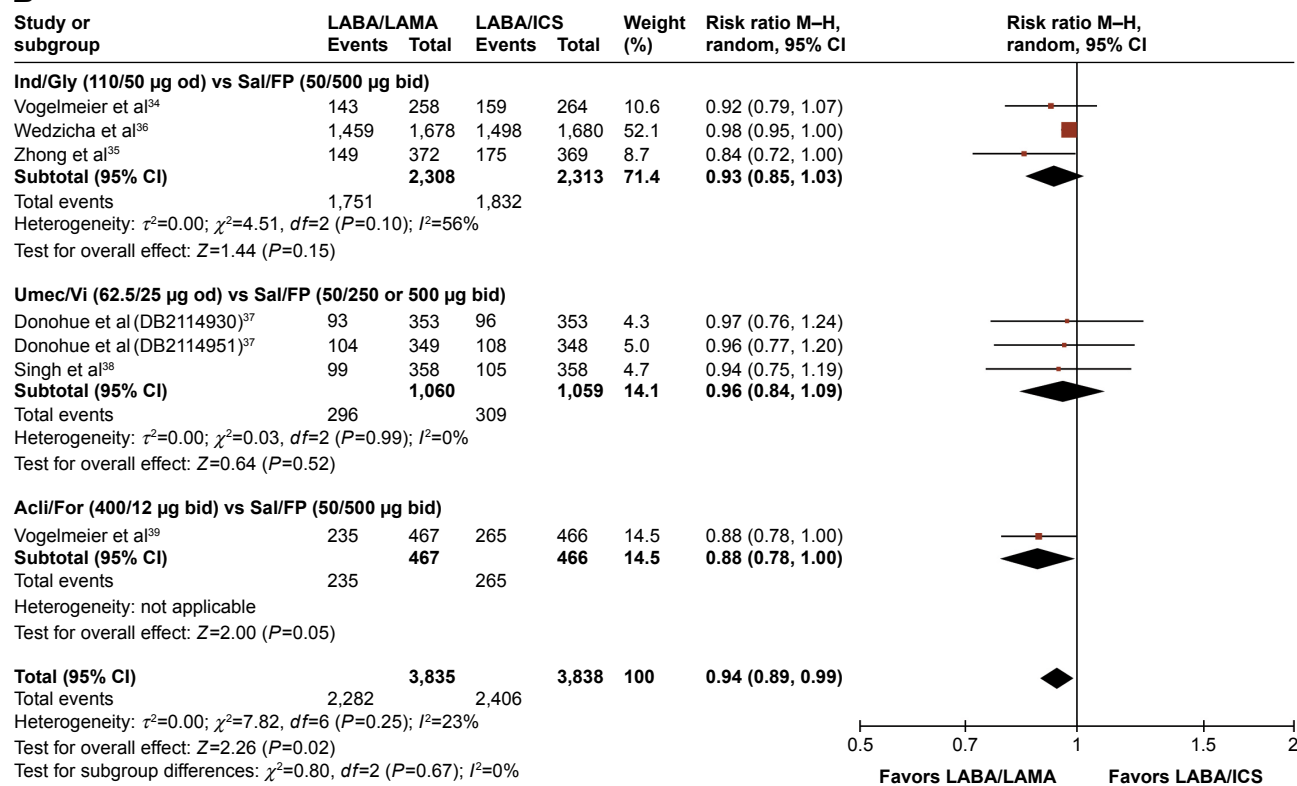 Study or subgroup LABA/LAMA LABA/ICS Weight (%) Risk ratio M–H, random, 95% CI Risk ratio M–H, random, 95% CI
Events Total Events Total
Ind/Gly (110/50 µg od) vs Sal/FP (50/500 µg bid)
Vogelmeier et al³⁴ 143 258 159 264 10.6 0.92 (0.79, 1.07)
Wedzicha et al³⁶ 1,459 1,678 1,498 1,680 52.1 0.98 (0.95, 1.00)
Zhong et al³⁵ 149 372 175 369 8.7 0.84 (0.72, 1.00)
Subtotal (95% CI) 2,308 2,313 71.4 0.93 (0.85, 1.03)
Total events 1,751 1,832
Heterogeneity: τ²=0.00; χ²=4.51, df=2 (P=0.10); I²=56%
Test for overall effect: Z=1.44 (P=0.15)
Umec/Vi (62.5/25 µg od) vs Sal/FP (50/250 or 500 µg bid)
Donohue et al (DB2114930)³⁷ 93 353 96 353 4.3 0.97 (0.76, 1.24)
Donohue et al (DB2114951)³⁷ 104 349 108 348 5.0 0.96 (0.77, 1.20)
Singh et al³⁸ 99 358 105 358 4.7 0.94 (0.75, 1.19)
Subtotal (95% CI) 1,060 1,059 14.1 0.96 (0.84, 1.09)
Total events 296 309
Heterogeneity: τ²=0.00; χ²=0.03, df=2 (P=0.99); I²=0%
Test for overall effect: Z=0.64 (P=0.52)
Acli/For (400/12 µg bid) vs Sal/FP (50/500 µg bid)
Vogelmeier et al³⁹ 235 467 265 466 14.5 0.88 (0.78, 1.00)
Subtotal (95% CI) 467 466 14.5 0.88 (0.78, 1.00)
Total events 235 265
Heterogeneity: not applicable
Test for overall effect: Z=2.00 (P=0.05)
Total (95% CI) 3,835 3,838 100 0.94 (0.89, 0.99)
Total events 2,282 2,406
Heterogeneity: τ²=0.00; χ²=7.82, df=6 (P=0.25); I²=23%
Test for overall effect: Z=2.26 (P=0.02)
Test for subgroup differences: χ²=0.80, df=2 (P=0.67); I²=0%
0.5 0.7 1 1.5 2
Favors LABA/LAMA Favors LABA/ICS